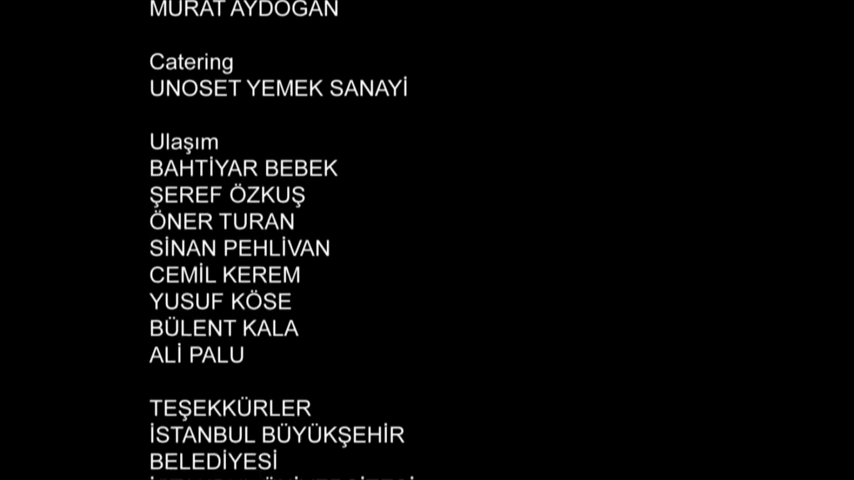 MURAT AYDOĞAN
Catering
UNOSET YEMEK SANAYİ
Ulaşım
BAHTİYAR BEBEK
ŞEREF ÖZKUŞ
ÖNER TURAN
SİNAN PEHLİVAN
CEMİL KEREM
YUSUF KÖSE
BÜLENT KALA
ALİ PALU
TEŞEKKÜRLER
İSTANBUL BÜYÜKŞEHİR
BELEDİYESİ